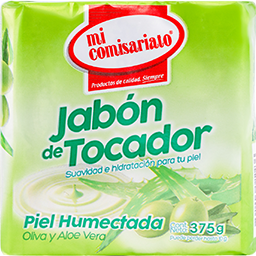 mi
comisariato
Productos de calidad. Siempre
Jabón
de Tocador
Suavidad e hidratación para tu piel
Piel Humectada
Oliva y Aloe Vera
375g